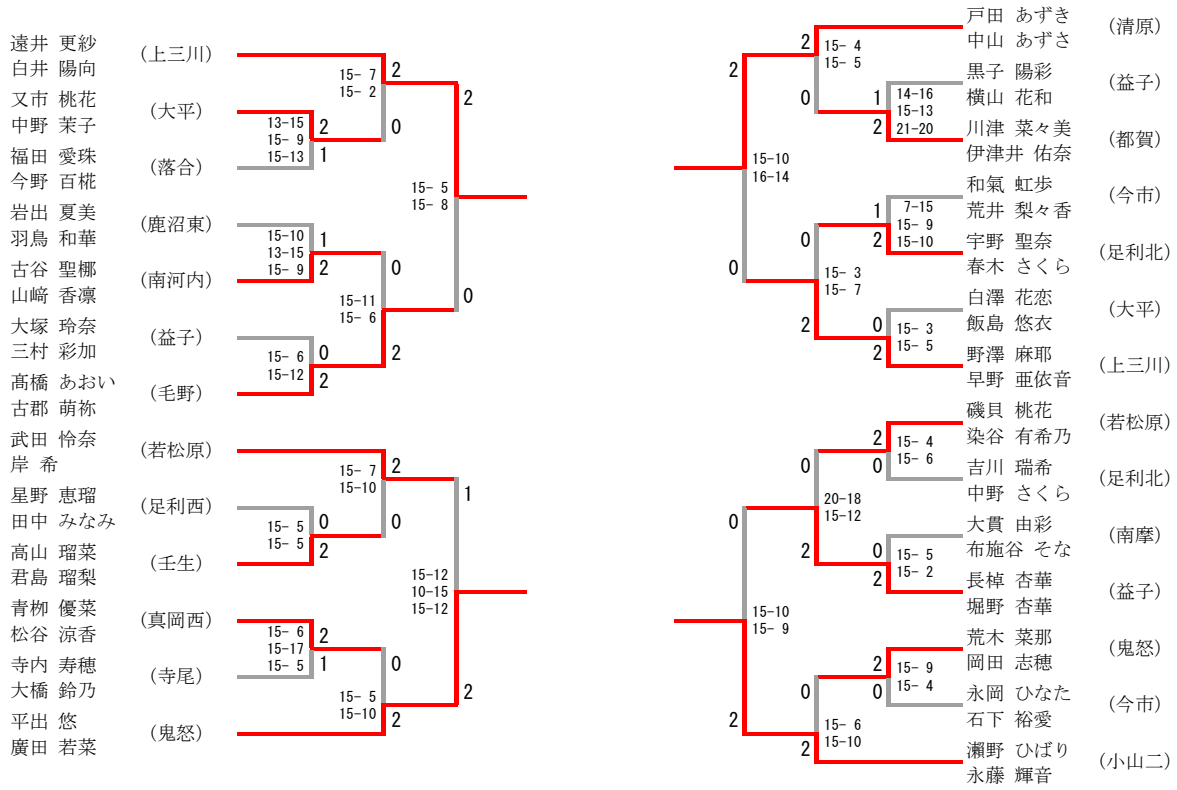 遠井 更紗
白井 陽向
(上三川)
又市 桃花
中野 茉子
(大平)
福田 愛珠
今野 百椛
(落合)
岩出 夏美
羽鳥 和華
(鹿沼東)
古谷 聖梛
山﨑 香凛
(南河内)
大塚 玲奈
三村 彩加
(益子)
髙橋 あおい
古郡 萌祢
(毛野)
武田 怜奈
岸 希
(若松原)
星野 恵瑠
田中 みなみ
(足利西)
高山 瑠菜
君島 瑠梨
(壬生)
青栁 優菜
松谷 涼香
(真岡西)
寺内 寿穂
大橋 鈴乃
(寺尾)
平出 悠
廣田 若菜
(鬼怒)
15- 7
15- 2
2
0
13-15
15- 9
15-13
2
1
15-10
13-15
15- 9
1
2
15-11
15- 6
0
2
15- 6
15-12
0
2
15- 5
15- 8
2
0
15- 7
15-10
2
0
15- 5
15- 5
0
2
15- 6
15-17
15- 5
2
1
15- 5
15-10
0
2
15-12
10-15
15-12
1
2
戸田 あずき
中山 あずさ
(清原)
黒子 陽彩
横山 花和
(益子)
川津 菜々美
伊津井 佑奈
(都賀)
和氣 虹歩
荒井 梨々香
(今市)
宇野 聖奈
春木 さくら
(足利北)
白澤 花恋
飯島 悠衣
(大平)
野澤 麻耶
早野 亜依音
(上三川)
磯貝 桃花
染谷 有希乃
(若松原)
吉川 瑞希
中野 さくら
(足利北)
大貫 由彩
布施谷 そな
(南摩)
長棹 杏華
堀野 杏華
(益子)
荒木 菜那
岡田 志穂
(鬼怒)
永岡 ひなた
石下 裕愛
(今市)
瀨野 ひばり
永藤 輝音
(小山二)
2
0
15- 4
15- 5
1
2
14-16
15-13
21-20
2
0
15-10
16-14
1
2
7-15
15- 9
15-10
0
2
15- 3
15- 7
0
2
15- 3
15- 5
2
0
15- 4
15- 6
0
2
20-18
15-12
0
2
15- 5
15- 2
0
2
15-10
15- 9
2
0
15- 9
15- 4
0
2
15- 6
15-10